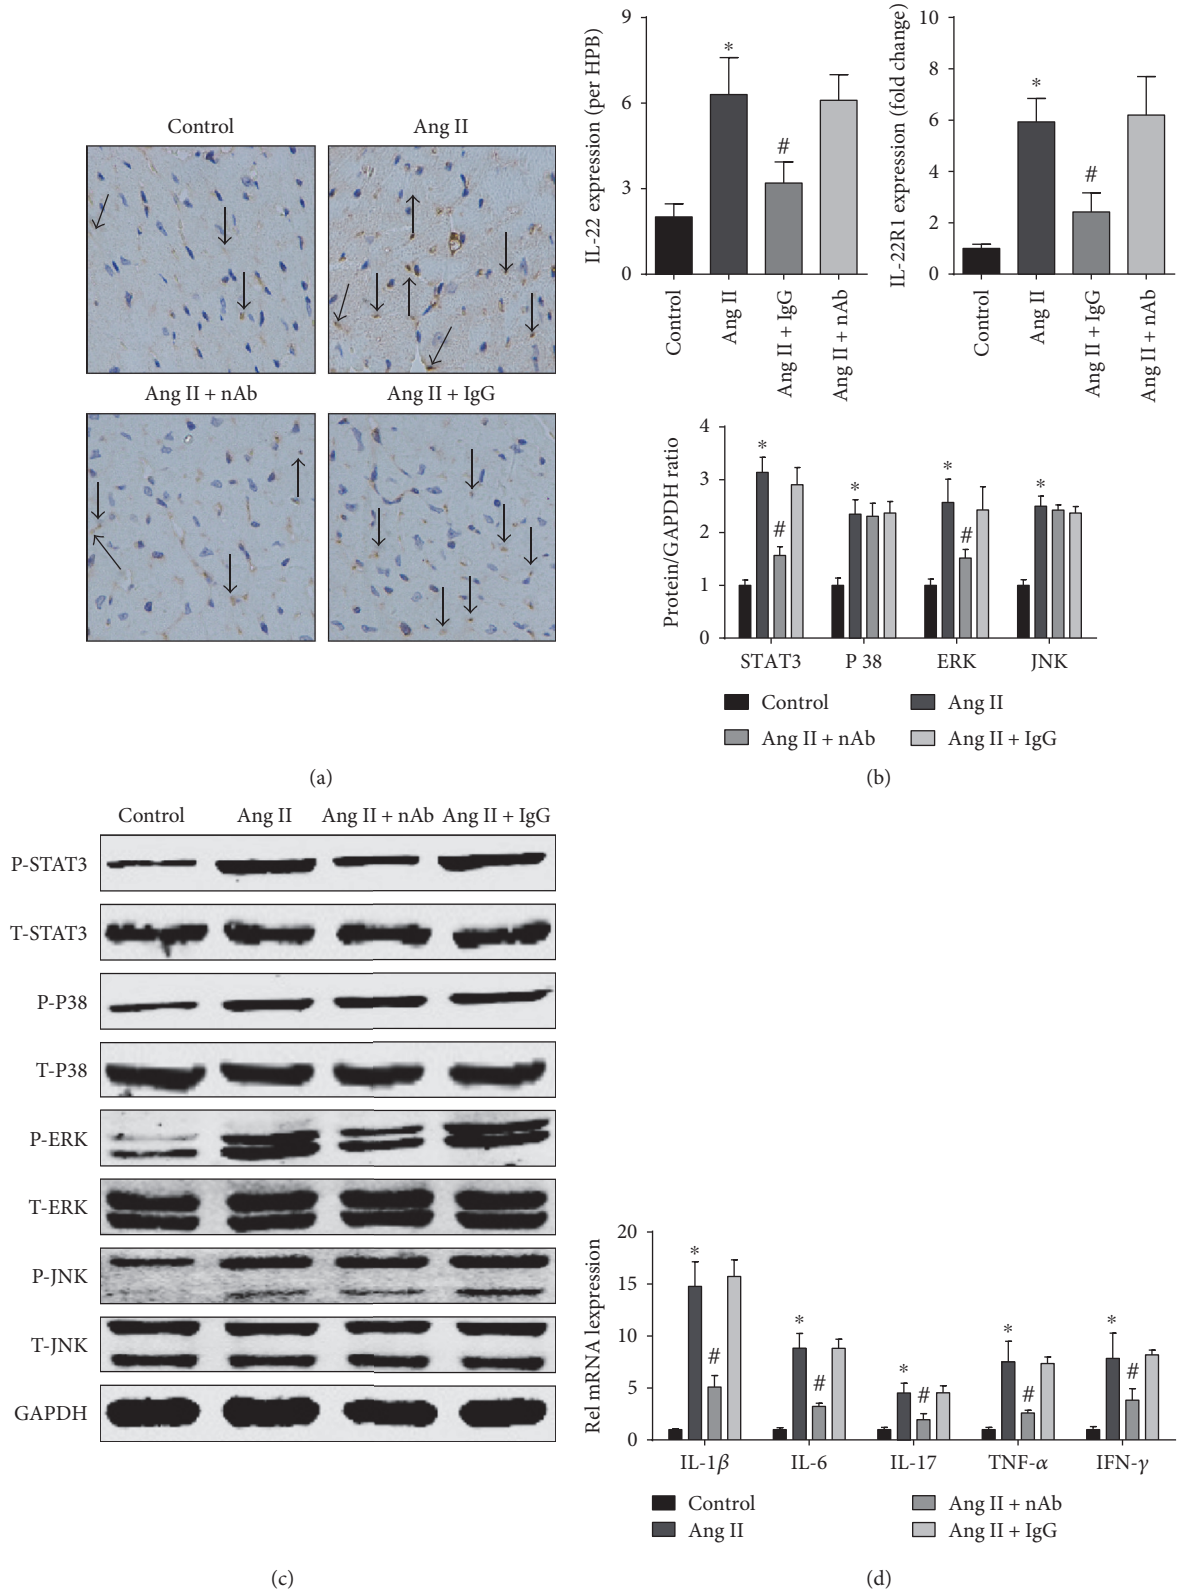 Control
Ang II
Ang II + nAb
Ang II + IgG
(a)
IL-22 expression (per HPB)
9
6
3
0
*
#
Control
Ang II
Ang II + IgG
Ang II + nAb
IL-22R1 expression (fold change)
10
8
6
4
2
0
*
#
Control
Ang II
Ang II + IgG
Ang II + nAb
Protein/GAPDH ratio
4
3
2
1
0
*
#
*
*
#
*
STAT3
P 38
ERK
JNK
Control
Ang II
Ang II + nAb
Ang II + IgG
(b)
Control Ang II Ang II + nAb Ang II + IgG
P-STAT3
T-STAT3
P-P38
T-P38
P-ERK
T-ERK
P-JNK
T-JNK
GAPDH
(c)
Rel mRNA lexpression
20
15
10
5
0
*
#
*
#
*
#
*
#
*
#
IL-1β
IL-6
IL-17
TNF-α
IFN-γ
Control
Ang II + nAb
Ang II
Ang II + IgG
(d)